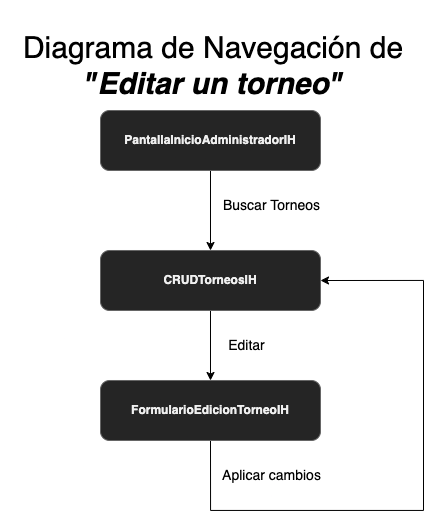 Diagrama de Navegación de
"Editar un torneo"
PantallaInicioAdministradorIH
Buscar Torneos
CRUDTorneosIH
Editar
FormularioEdicionTorneoIH
Aplicar cambios